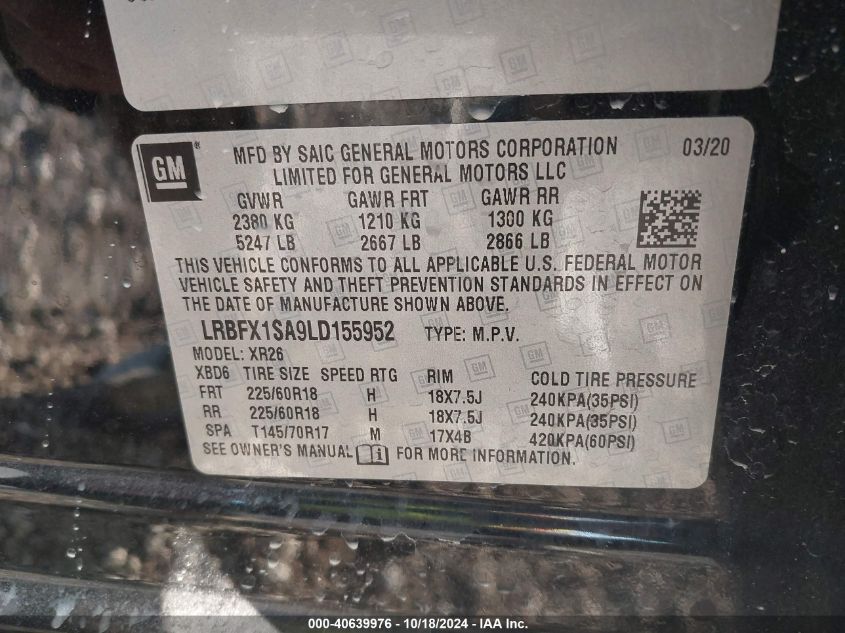 GM
MFD BY SAIC GENERAL MOTORS CORPORATION 03/20
LIMITED FOR GENERAL MOTORS LLC
GVWR GAWR FRT GAWR RR
2380 KG 1210 KG 1300 KG
5247 LB 2667 LB 2866 LB
THIS VEHICLE CONFORMS TO ALL APPLICABLE U.S. FEDERAL MOTOR
VEHICLE SAFETY AND THEFT PREVENTION STANDARDS IN EFFECT ON
THE DATE OF MANUFACTURE SHOWN ABOVE.
LRBFX1SA9LD155952 TYPE: M.P.V.
MODEL: XR26
XBD6 TIRE SIZE SPEED RTG RIM COLD TIRE PRESSURE
FRT 225/60R18 H 18X7.5J 240KPA(35PSI)
RR 225/60R18 H 18X7.5J 240KPA(35PSI)
SPA T145/70R17 M 17X4B 420KPA(60PSI)
SEE OWNER'S MANUAL FOR MORE INFORMATION.
000-40639976 - 10/18/2024 - IAA Inc.